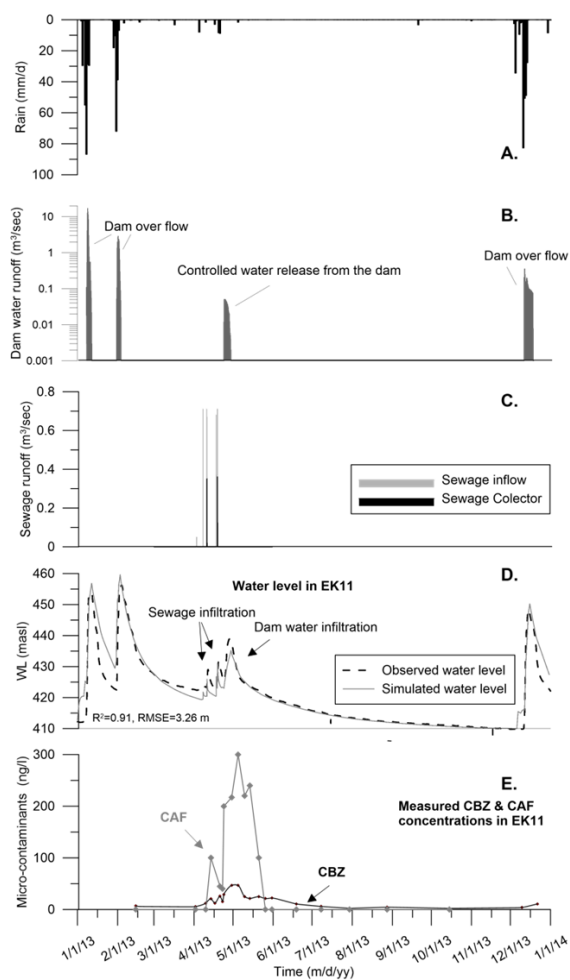 0
20
40
60
80
100
Rain (mm/d)
A.
10
1
0.1
0.01
0.001
Dam water runoff (m³/sec)
B.
Dam over flow
Controlled water release from the dam
Dam over flow
0.8
0.6
0.4
0.2
0
Sewage runoff (m³/sec)
C.
Sewage inflow
Sewage Colector
460
450
440
430
420
410
WL (masl)
D.
Water level in EK11
Sewage infiltration
Dam water infiltration
Observed water level
Simulated water level
R²=0.91, RMSE=3.26 m
300
200
100
0
Micro-contaminants (ng/l)
E.
Measured CBZ & CAF
concentrations in EK11
CAF
CBZ
1/1/13
2/1/13
3/1/13
4/1/13
5/1/13
6/1/13
7/1/13
8/1/13
9/1/13
10/1/13
11/1/13
12/1/13
1/1/14
Time (m/d/yy)